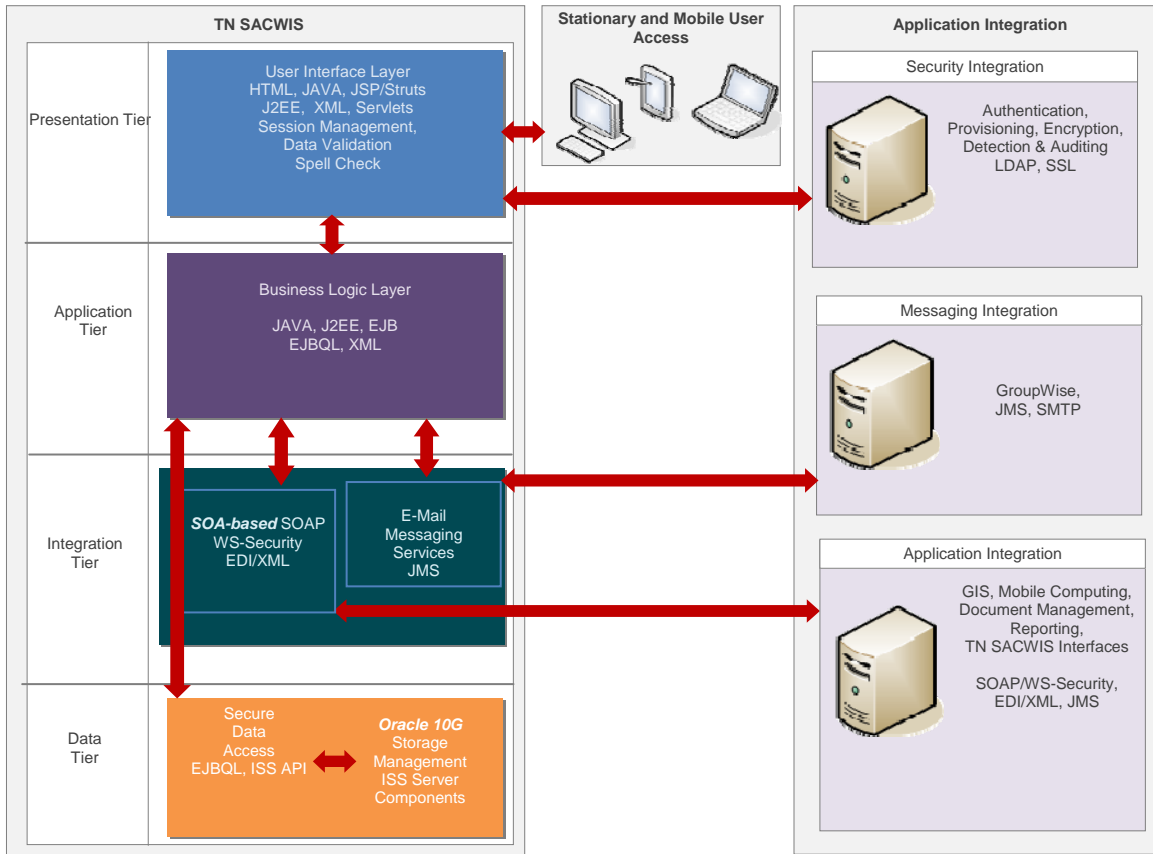 TN SACWIS
Presentation Tier
User Interface Layer
HTML, JAVA, JSP/Struts
J2EE, XML, Servlets
Session Management,
Data Validation
Spell Check
Application
Tier
Business Logic Layer
JAVA, J2EE, EJB
EJBQL, XML
Integration
Tier
SOA-based SOAP
WS-Security
EDI/XML
E-Mail
Messaging
Services
JMS
Data
Tier
Secure
Data
Access
EJBQL, ISS API
Oracle 10G
Storage
Management
ISS Server
Components
Stationary and Mobile User
Access
Application Integration
Security Integration
Authentication,
Provisioning, Encryption,
Detection & Auditing
LDAP, SSL
Messaging Integration
GroupWise,
JMS, SMTP
Application Integration
GIS, Mobile Computing,
Document Management,
Reporting,
TN SACWIS Interfaces
SOAP/WS-Security,
EDI/XML, JMS